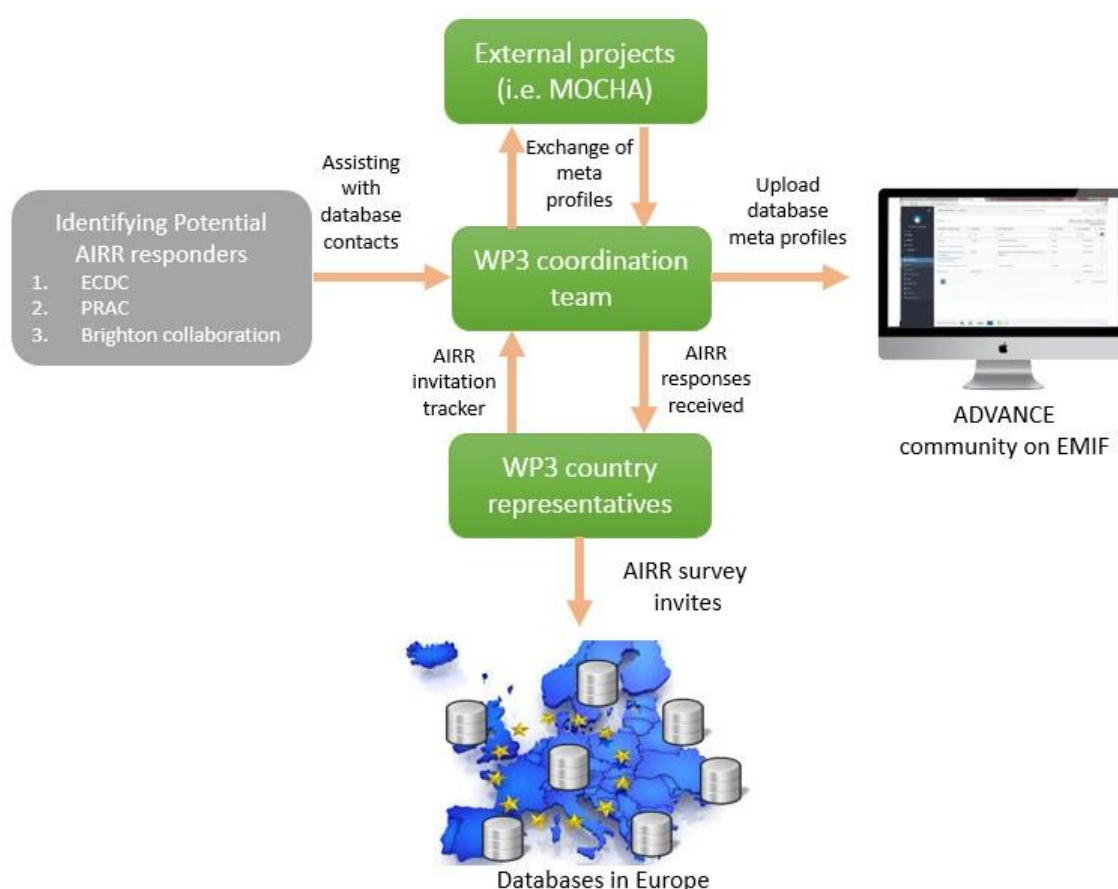 External projects
(i.e. MOCHA)
Assisting
with
database
contacts
Exchange of
meta
profiles
Upload
database
meta profiles
Identifying Potential
AIRR responders
1. ECDC
2. PRAC
3. Brighton collaboration
WP3 coordination
team
AIRR
invitation
tracker
AIRR
responses
received
ADVANCE
community on EMIF
WP3 country
representatives
AIRR survey
invites
Databases in Europe